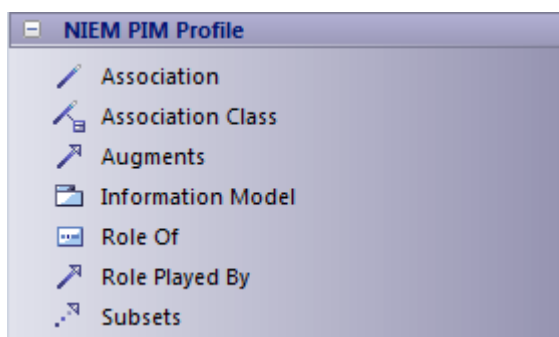 NIEM PIM Profile
Association
Association Class
Augments
Information Model
Role Of
Role Played By
Subsets